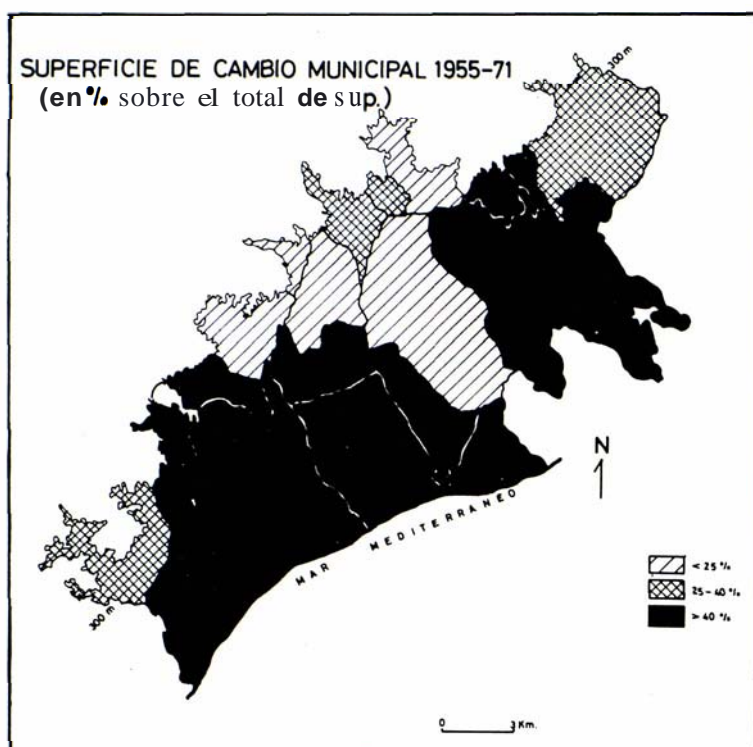 SUPERFICIE DE CAMBIO MUNICIPAL 1955-71
(en % sobre el total de sup.)
300 m
N
MAR MEDITERRANEO
< 25 %
25-40 %
> 40 %
300 m
0 3 Km.